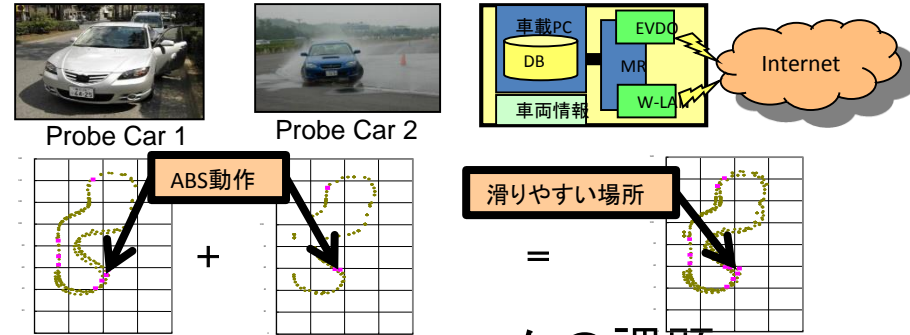 Probe Car 1
Probe Car 2
車載PC
DB
車両情報
MR
EVDO
W-LAN
Internet
ABS動作
滑りやすい場所
+
=